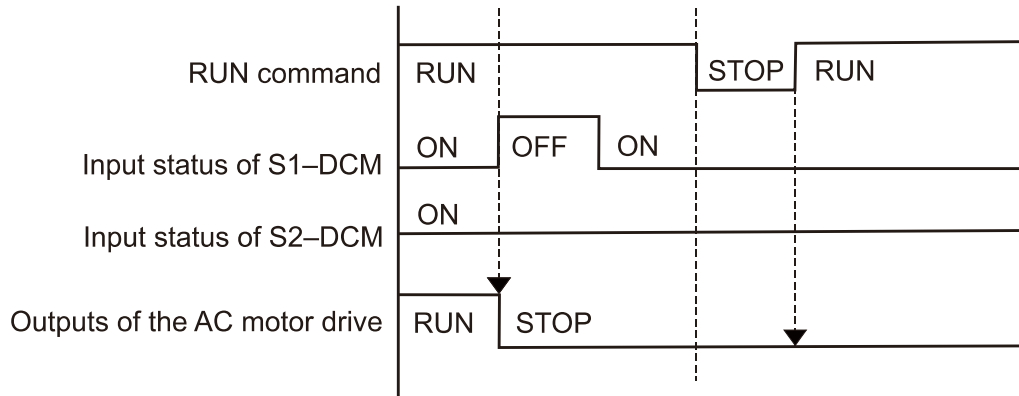 RUN command RUN STOP RUN
Input status of S1–DCM ON OFF ON
Input status of S2–DCM ON
Outputs of the AC motor drive RUN STOP